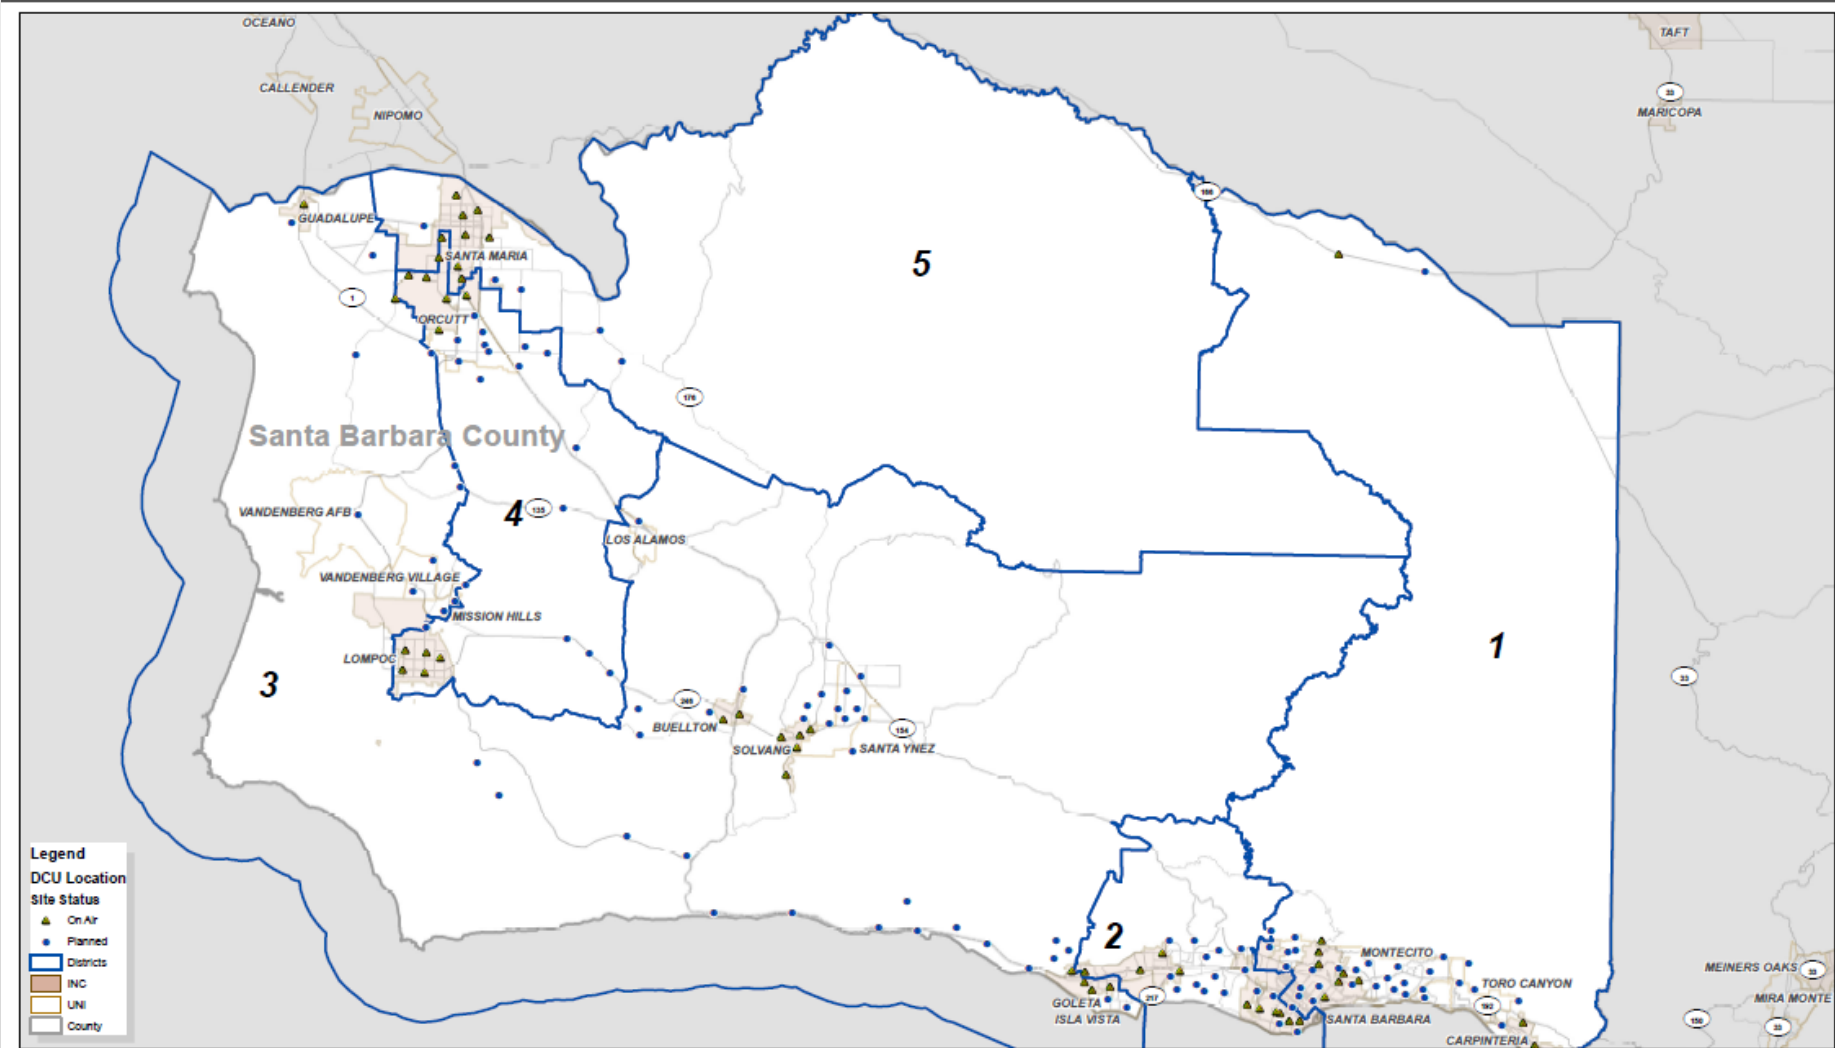 OCEANO
TAFT
CALLENDER
33
NIPOMO
MARICOPA
166
GUADALUPE
SANTA MARIA
5
1
ORCUTT
176
Santa Barbara County
VANDENBERG AFB
4
135
LOS ALAMOS
VANDENBERG VILLAGE
MISSION HILLS
1
LOMPOC
3
33
246
BUELLTON
154
SOLVANG
SANTA YNEZ
Legend
DCU Location
Site Status
On Air
Planned
Districts
INC
UNI
County
2
MONTECITO
MEINERS OAKS
33
TORO CANYON
217
GOLETA
192
MIRA MONTE
ISLA VISTA
SANTA BARBARA
150
33
CARPINTERIA